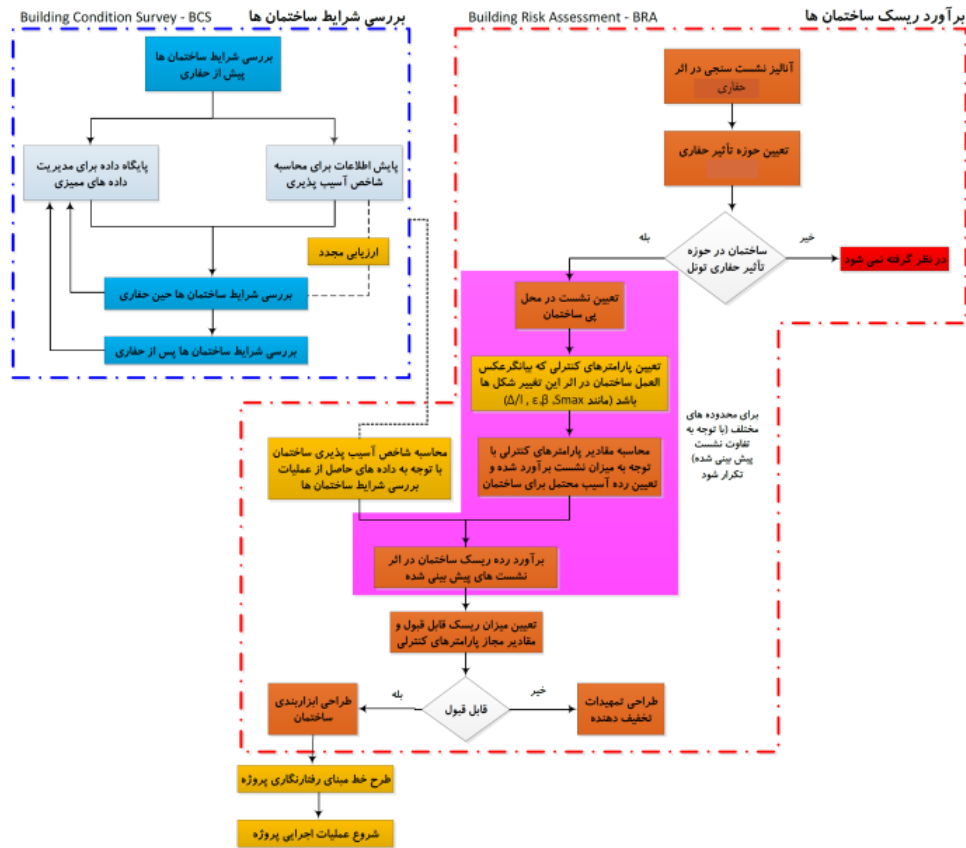 بررسی شرایط ساختمان ها
Building Condition Survey - BCS
بررسی شرایط ساختمان ها
پیش از حفاری
پایش اطلاعات برای محاسبه
شاخص آسیب پذیری
پایگاه داده برای مدیریت
داده های ممیزی
ارزیابی مجدد
بررسی شرایط ساختمان ها حین حفاری
بررسی شرایط ساختمان ها پس از حفاری
برآورد ریسک ساختمان ها
Building Risk Assessment - BRA
آنالیز نشست سنجی در اثر
حفاری
تعیین حوزه تأثیر حفاری
ساختمان در حوزه
تأثیر حفاری تونل
خیر
بله
در نظر گرفته نمی شود
تعیین نشست در محل
پی ساختمان
تعیین پارامترهای کنترلی که بیانگرعکس
العمل ساختمان در اثر این تغییر شکل ها
باشد (مانند Δ/l , ε,β ,Smax)
محاسبه مقادیر پارامترهای کنترلی با
توجه به میزان نشست برآورد شده و
تعیین رده آسیب محتمل برای ساختمان
برای محدوده های
مختلف (با توجه به
تفاوت نشست
پیش بینی شده)
تکرار شود
محاسبه شاخص آسیب پذیری ساختمان
با توجه به داده های حاصل از عملیات
بررسی شرایط ساختمان ها
برآورد رده ریسک ساختمان در اثر
نشست های پیش بینی شده
تعیین میزان ریسک قابل قبول و
مقادیر مجاز پارامترهای کنترلی
قابل قبول
خیر
بله
طراحی تمهیدات
تخفیف دهنده
طراحی ابزاربندی
ساختمان
طرح خط مبنای رفتارنگاری پروژه
شروع عملیات اجرایی پروژه